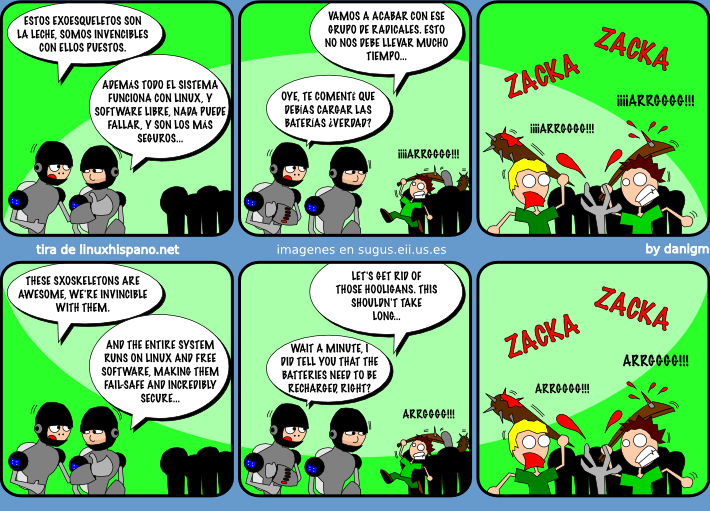 ESTOS EXOESQUELETOS SON
LA LECHE, SOMOS INVENCIBLES
CON ELLOS PUESTOS.
ADEMÁS TODO EL SISTEMA
FUNCIONA CON LINUX, Y
SOFTWARE LIBRE, NADA PUEDE
FALLAR, Y SON LOS MÁS
SEGUROS...
VAMOS A ACABAR CON ESE
GRUPO DE RADICALES. ESTO
NO NOS DEBE LLEVAR MUCHO
TIEMPO...
OYE, TE COMENTÉ QUE
DEBÍAS CARGAR LAS
BATERÍAS ¿VERDAD?
¡¡¡¡ARRGGGG!!!
ZACKA
ZACKA
¡¡¡¡ARRGGGG!!!
¡¡¡¡ARRGGGG!!!
tira de linuxhispano.net
imagenes en sugus.eii.us.es
by danigm
THESE SXOSKELETONS ARE
AWESOME, WE'RE INVINCIBLE
WITH THEM.
AND THE ENTIRE SYSTEM
RUNS ON LINUX AND FREE
SOFTWARE, MAKING THEM
FAIL-SAFE AND INCREDIBLY
SECURE...
LET'S GET RID OF
THOSE HOOLIGANS. THIS
SHOULDN'T TAKE
LONG...
WAIT A MINUTE, I
DID TELL YOU THAT THE
BATTERIES NEED TO BE
RECHARGED, RIGHT?
ARRGGGG!!!
ZACKA
ZACKA
ARRGGGG!!!
ARRGGGG!!!